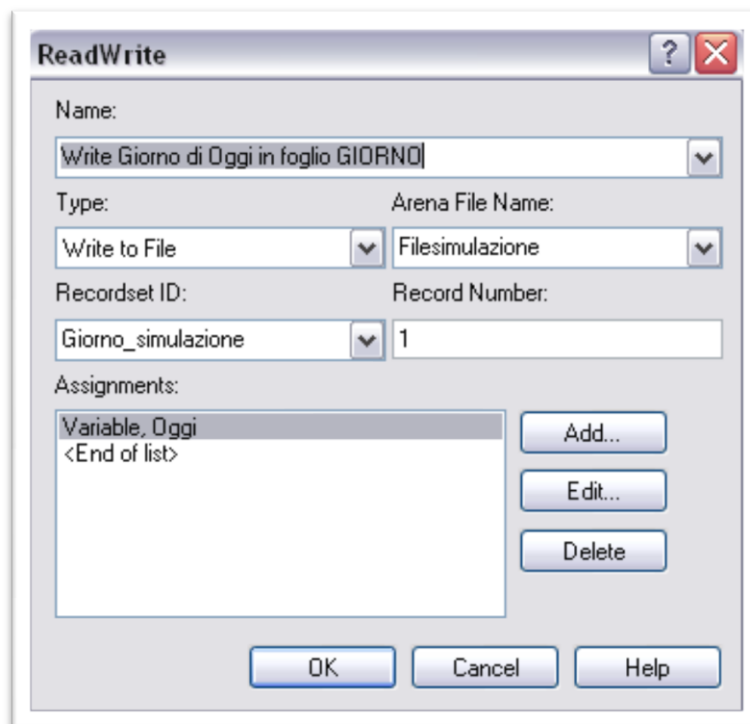 ReadWrite ?
Name:
Write Giorno di Oggi in foglio GIORNO
Type: Arena File Name:
Write to File Filesimulazione
Recordset ID: Record Number:
Giorno_simulazione 1
Assignments:
Variable, Oggi
<End of list>
Add...
Edit...
Delete
OK Cancel Help